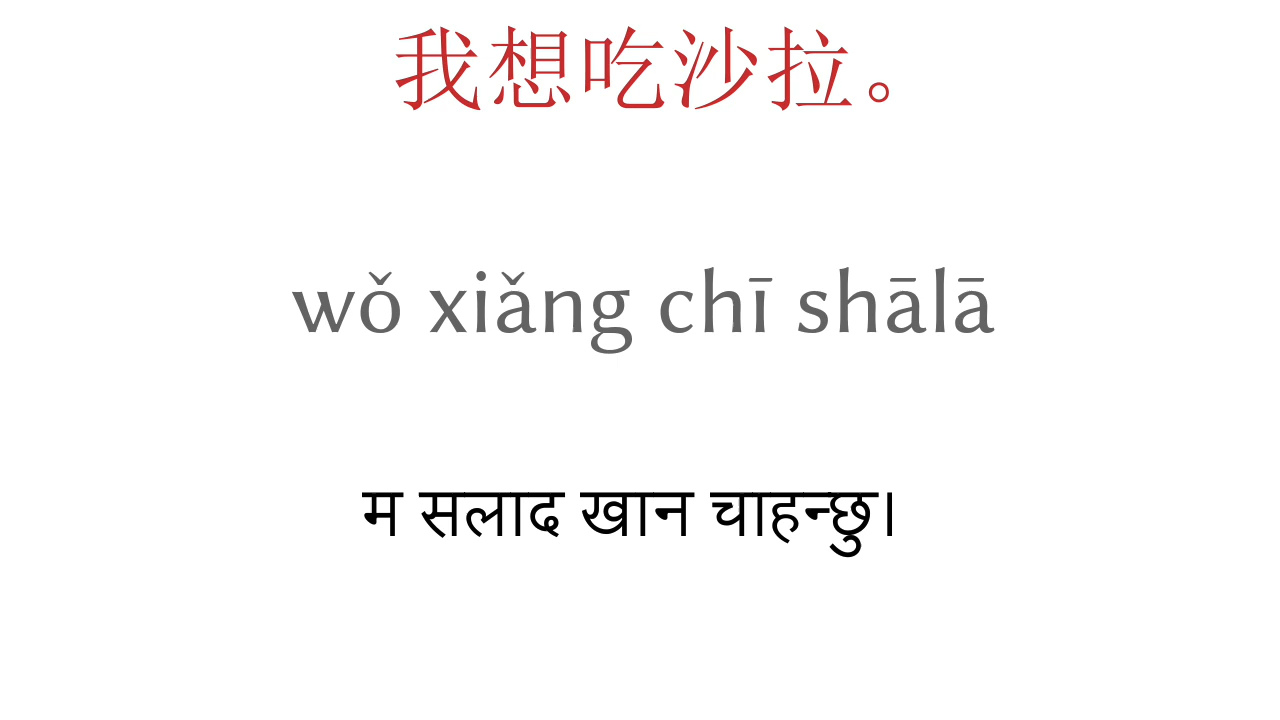 我想吃沙拉。
wǒ xiǎng chī shālā
म सलाद खान चाहन्छु।